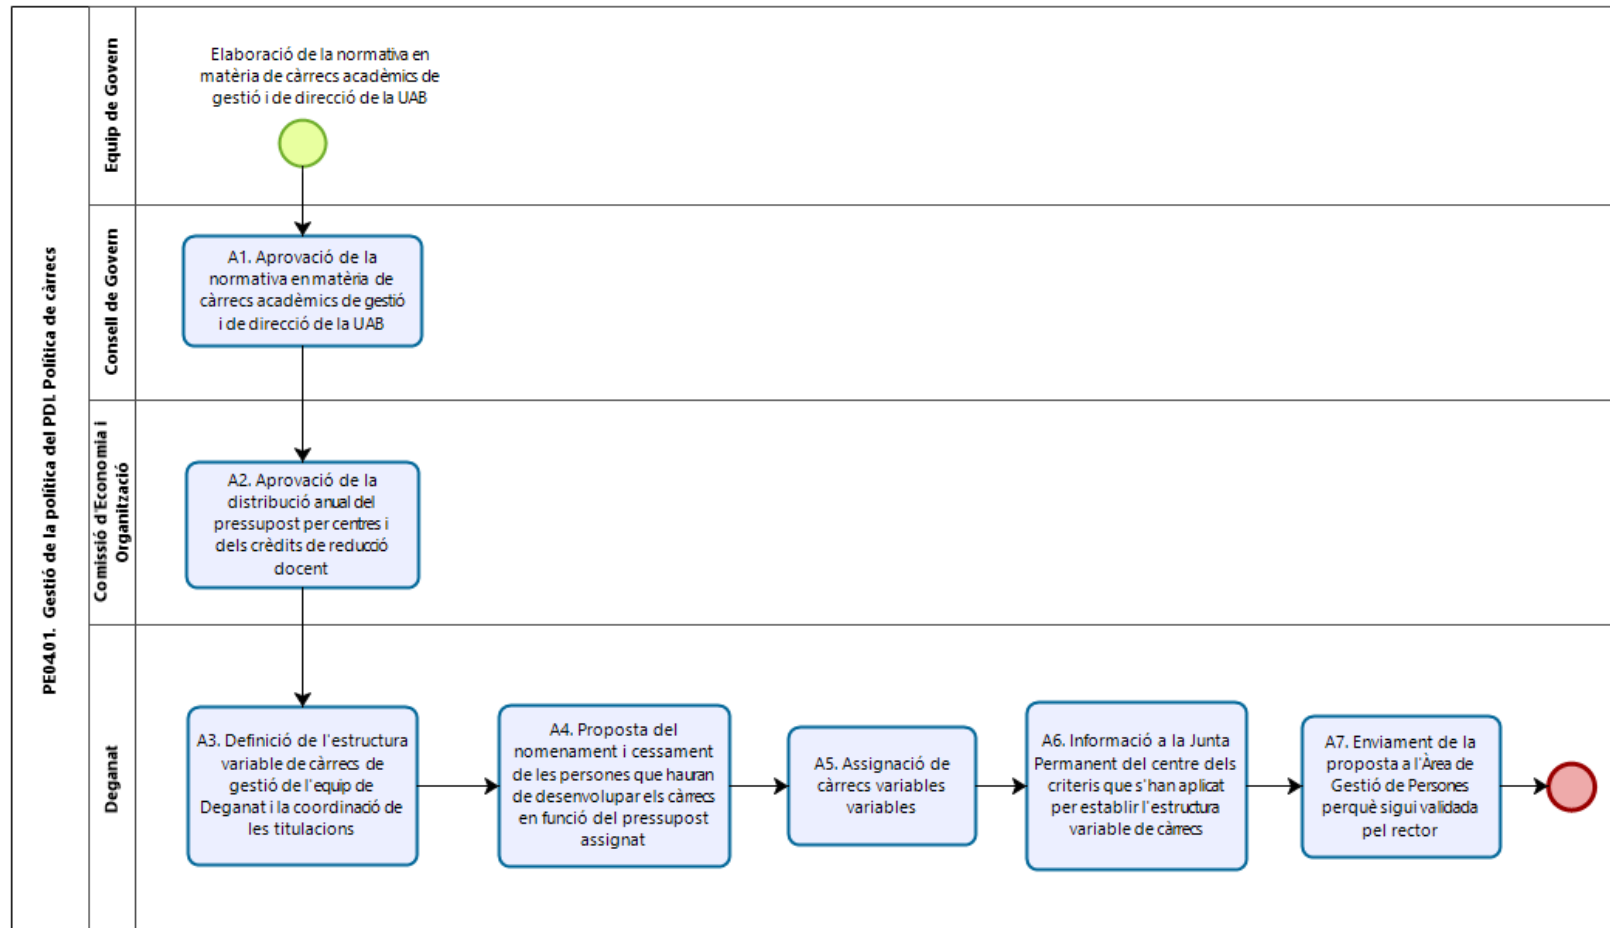 PE04.01. Gestió de la política del PDI. Política de càrrecs
Equip de Govern
Elaboració de la normativa en
matèria de càrrecs acadèmics de
gestió i de direcció de la UAB
Consell de Govern
A1. Aprovació de la
normativa en matèria de
càrrecs acadèmics de gestió
i de direcció de la UAB
Comissió d'Economia i
Organització
A2. Aprovació de la
distribució anual del
pressupost per centres i
dels crèdits de reducció
docent
Deganat
A3. Definició de l'estructura
variable de càrrecs de
gestió de l'equip de
Deganat i la coordinació de
les titulacions
A4. Proposta del
nomenament i cessament
de les persones que hauran
de desenvolupar els càrrecs
en funció del pressupost
assignat
A5. Assignació de
càrrecs variables
variables
A6. Informació a la Junta
Permanent del centre dels
criteris que s'han aplicat
per establir l'estructura
variable de càrrecs
A7. Enviament de la
proposta a l'Àrea de
Gestió de Persones
perquè sigui validada
pel rector